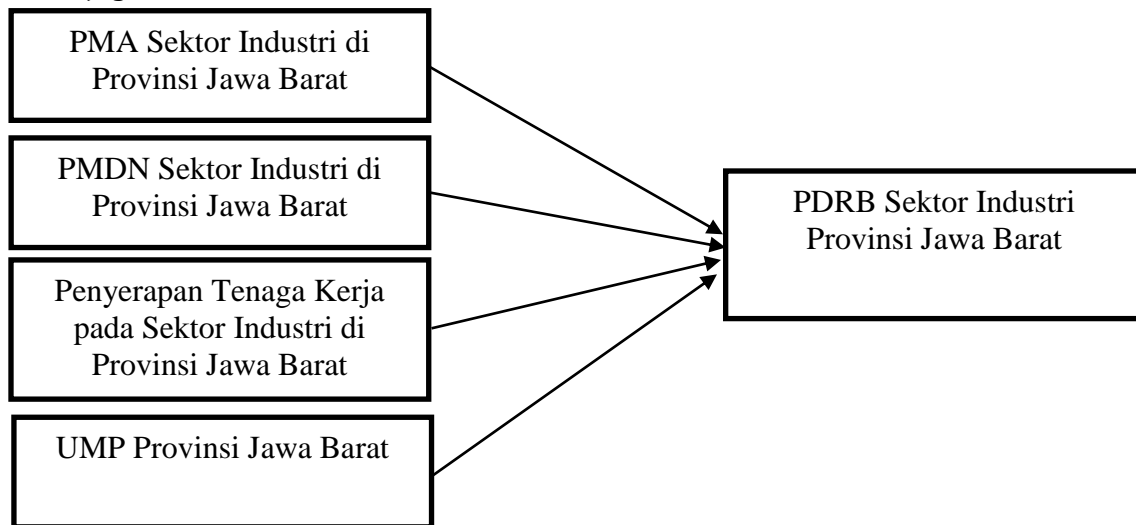 PMA Sektor Industri di
Provinsi Jawa Barat
PMDN Sektor Industri di
Provinsi Jawa Barat
Penyerapan Tenaga Kerja
pada Sektor Industri di
Provinsi Jawa Barat
UMP Provinsi Jawa Barat
PDRB Sektor Industri
Provinsi Jawa Barat